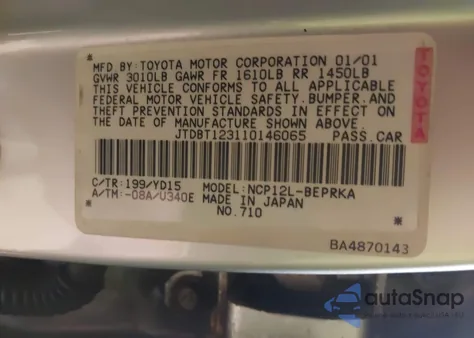 MFD BY: TOYOTA MOTOR CORPORATION 01/01
GVWR 3010LB GAWR FR 1610LB RR 1450LB
THIS VEHICLE CONFORMS TO ALL APPLICABLE
FEDERAL MOTOR VEHICLE SAFETY, BUMPER, AND
THEFT PREVENTION STANDARDS IN EFFECT ON
THE DATE OF MANUFACTURE SHOWN ABOVE.
JTDBT123110146065 PASS.CAR
TOYOTA
C/TR:199/YD15 MODEL:NCP12L-BEPRKA
A/TM:-08A/U340E MADE IN JAPAN
NO.710
BA4870143
autoSnap